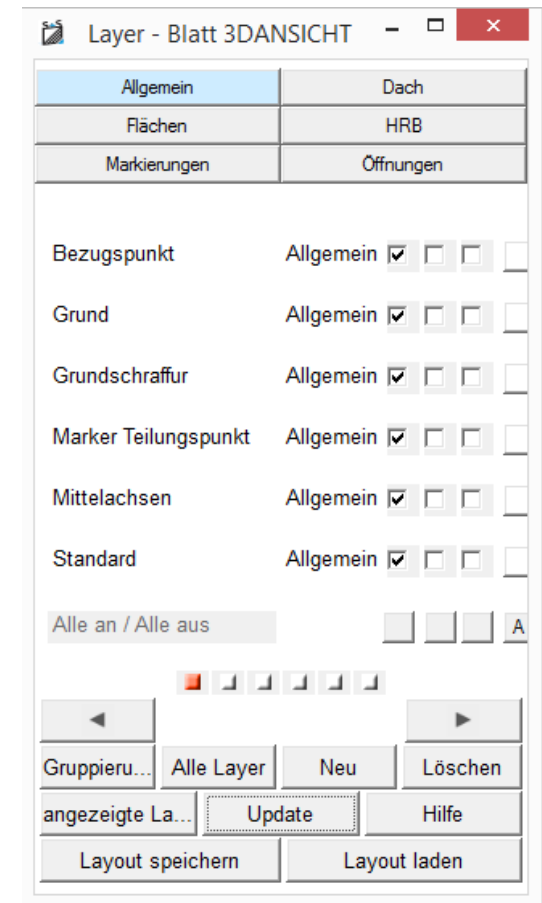 Layer - Blatt 3DANSICHT
Allgemein Dach
Flächen HRB
Markierungen Öffnungen
Bezugspunkt Allgemein
Grund Allgemein
Grundschraffur Allgemein
Marker Teilungspunkt Allgemein
Mittelachsen Allgemein
Standard Allgemein
Alle an / Alle aus A
Gruppieru... Alle Layer Neu Löschen
angezeigte La... Update Hilfe
Layout speichern Layout laden